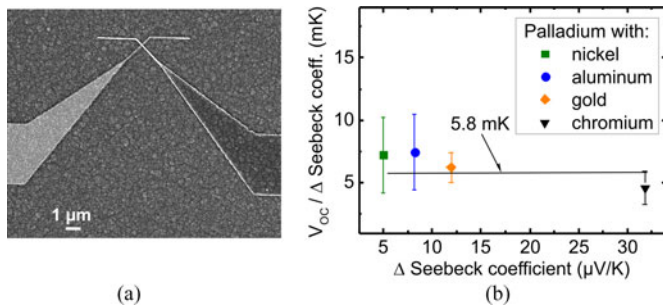 1 µm
(a)
Palladium with:
nickel
aluminum
gold
chromium
5.8 mK
15
10
5
V_OC / Δ Seebeck coeff. (mK)
5 10 15 20 25 30
Δ Seebeck coefficient (µV/K)
(b)